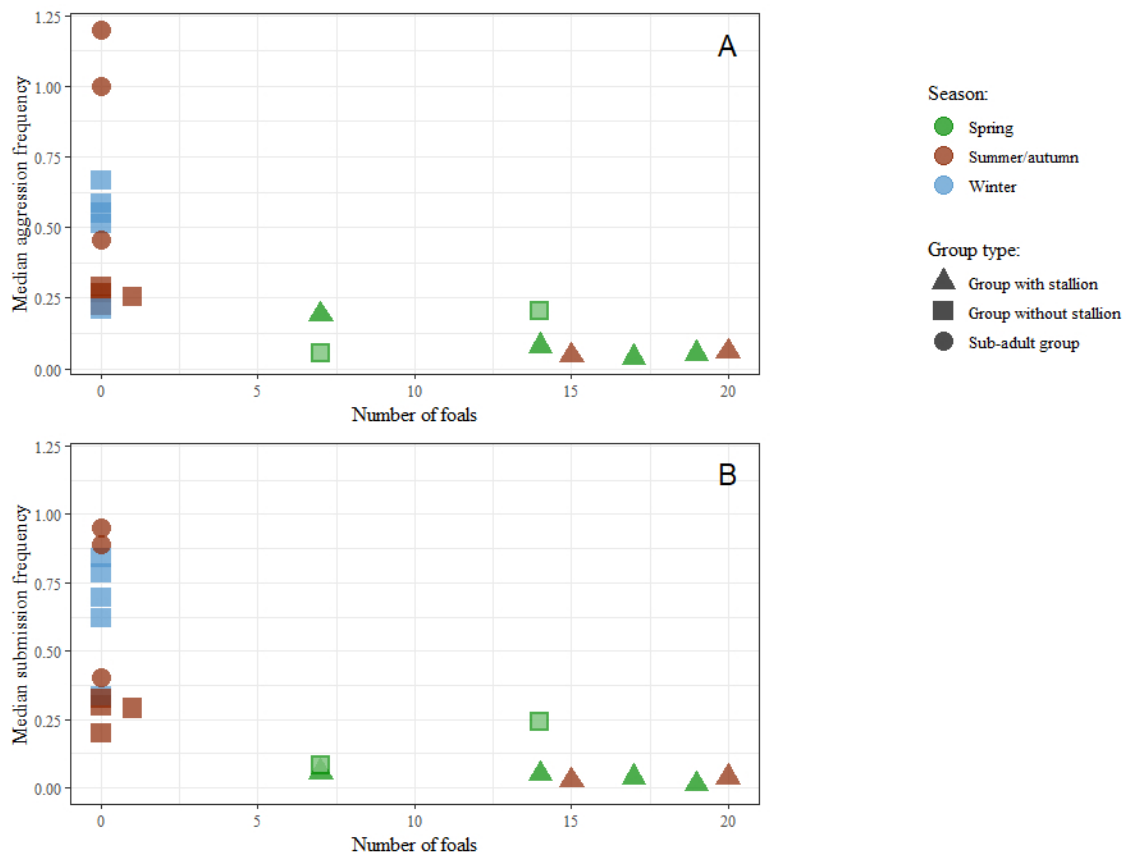 1.25
1.00
0.75
0.50
0.25
0.00
Median aggression frequency
A
0 5 10 15 20
Number of foals
1.25
1.00
0.75
0.50
0.25
0.00
Median submission frequency
B
0 5 10 15 20
Number of foals
Season:
Spring
Summer/autumn
Winter
Group type:
Group with stallion
Group without stallion
Sub-adult group